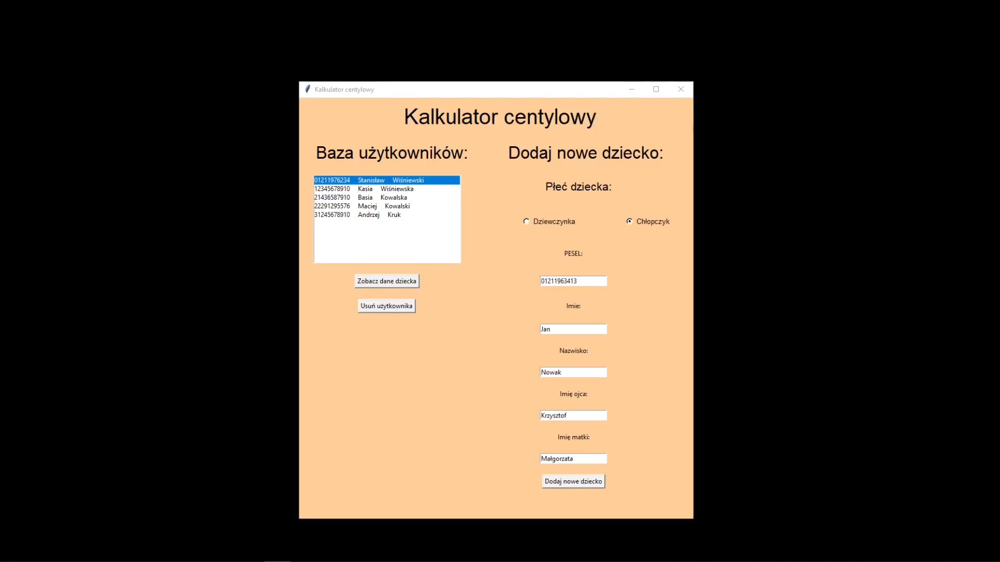 Kalkulator centylowy
Kalkulator centylowy
Baza użytkowników:
01211976234 Stanisław Wiśniewski
12345678910 Kasia Wiśniewska
21436587910 Basia Kowalska
22291295576 Maciej Kowalski
31245678910 Andrzej Kruk
Zobacz dane dziecka
Usuń użytkownika
Dodaj nowe dziecko:
Płeć dziecka:
Dziewczynka Chłopczyk
PESEL:
01211963413
Imie:
Jan
Nazwisko:
Nowak
Imię ojca:
Krzysztof
Imię matki:
Małgorzata
Dodaj nowe dziecko